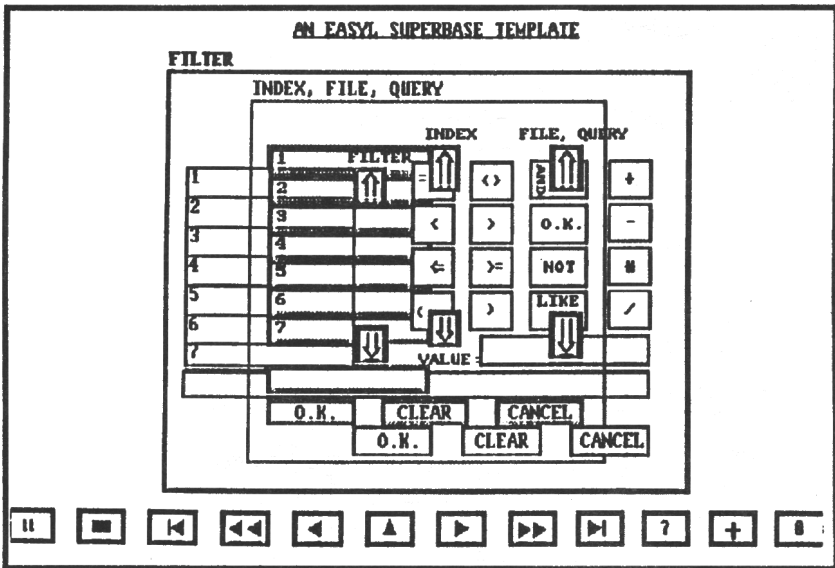 AN EASYL SUPERBASE TEMPLATE
FILTER
INDEX, FILE, QUERY
INDEX FILE, QUERY
1 FILTER
1 = <> AND +
2
2
3 < > O.K. -
3
4
4 <= >= NOT #
5
5
6 ( ) LIKE /
6
7
7 VALUE =
O.K. CLEAR CANCEL
O.K. CLEAR CANCEL
? +